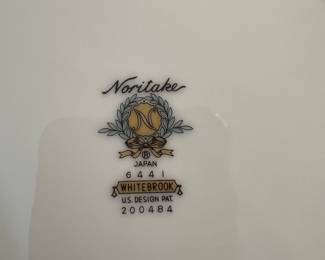 Noritake
N
®
JAPAN
6441
WHITEBROOK
U.S. DESIGN PAT.
200484